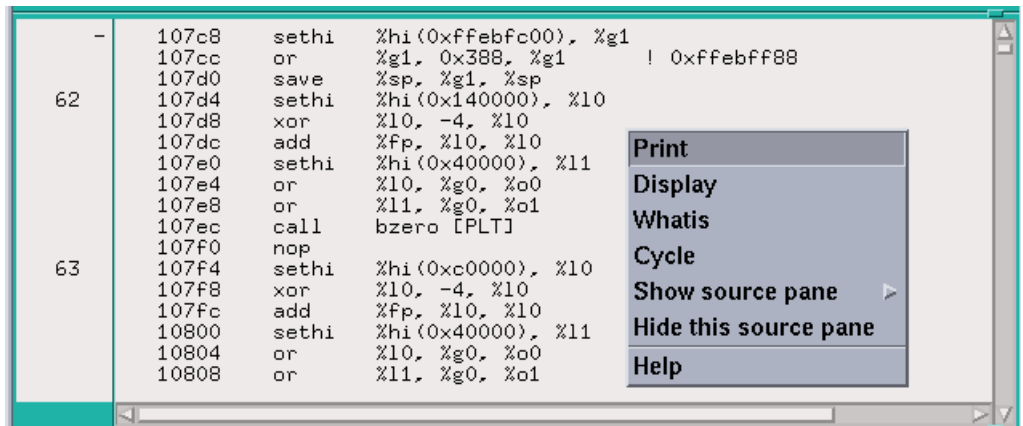 - 107c8 sethi %hi(0xffebfc00), %g1
107cc or %g1, 0x388, %g1 ! 0xffebff88
107d0 save %sp, %g1, %sp
62 107d4 sethi %hi(0x140000), %l0
107d8 xor %l0, -4, %l0
107dc add %fp, %l0, %l0
107e0 sethi %hi(0x40000), %l1
107e4 or %l0, %g0, %o0
107e8 or %l1, %g0, %o1
107ec call bzero [PLT]
107f0 nop
63 107f4 sethi %hi(0xc0000), %l0
107f8 xor %l0, -4, %l0
107fc add %fp, %l0, %l0
10800 sethi %hi(0x40000), %l1
10804 or %l0, %g0, %o0
10808 or %l1, %g0, %o1
Print
Display
Whatis
Cycle
Show source pane
Hide this source pane
Help